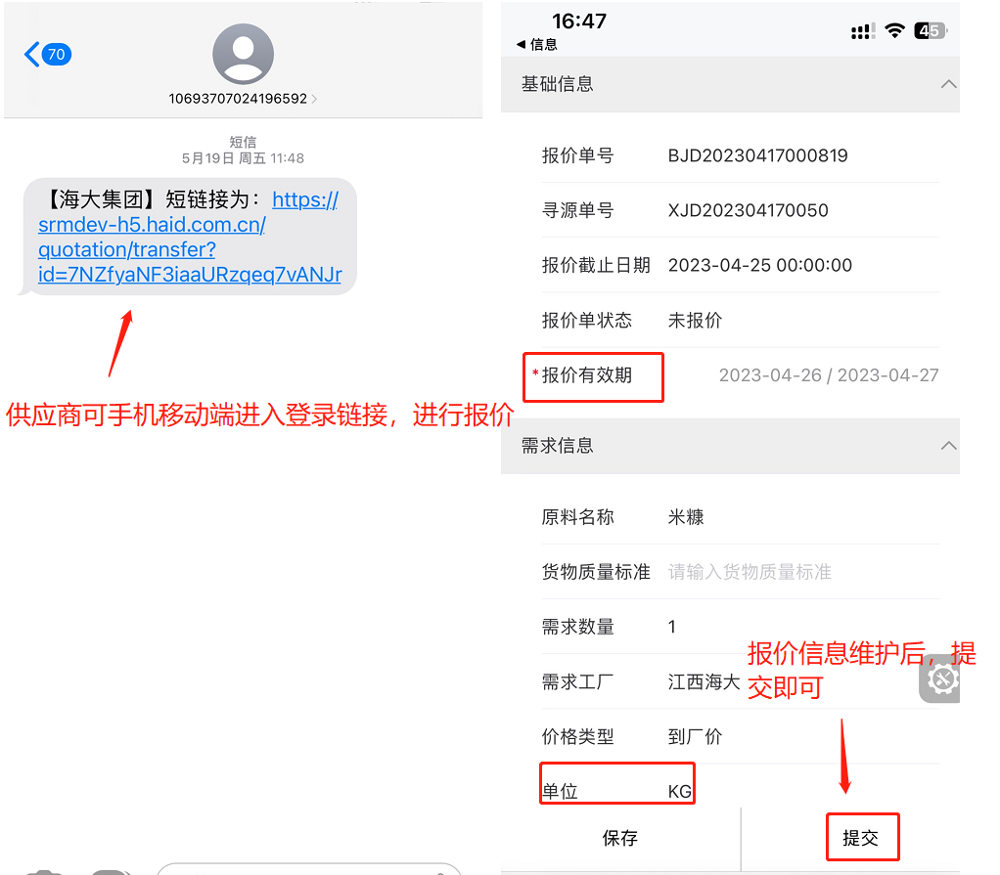 70
10693707024196592
短信
5月19日 周五 11:48
【海大集团】短链接为：https://
srmdev-h5.haid.com.cn/
quotation/transfer?
id=7NZfyaNF3iaaURzqeq7vANJr
供应商可手机移动端进入登录链接，进行报价
16:47
45
信息
基础信息
报价单号 BJD20230417000819
寻源单号 XJD202304170050
报价截止日期 2023-04-25 00:00:00
报价单状态 未报价
*报价有效期 2023-04-26 / 2023-04-27
需求信息
原料名称 米糠
货物质量标准 请输入货物质量标准
需求数量 1
需求工厂 江西海大
价格类型 到厂价
单位 KG
报价信息维护后，提
交即可
保存
提交